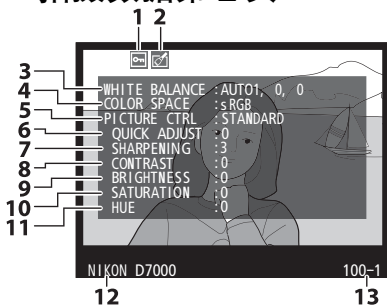 1 2
3 WHITE BALANCE :AUTO1, 0, 0
4 COLOR SPACE :sRGB
5 PICTURE CTRL :STANDARD
6 QUICK ADJUST :0
7 SHARPENING :3
8 CONTRAST :0
9 BRIGHTNESS :0
10 SATURATION :0
11 HUE :0
NIKON D7000 100-1
12 13